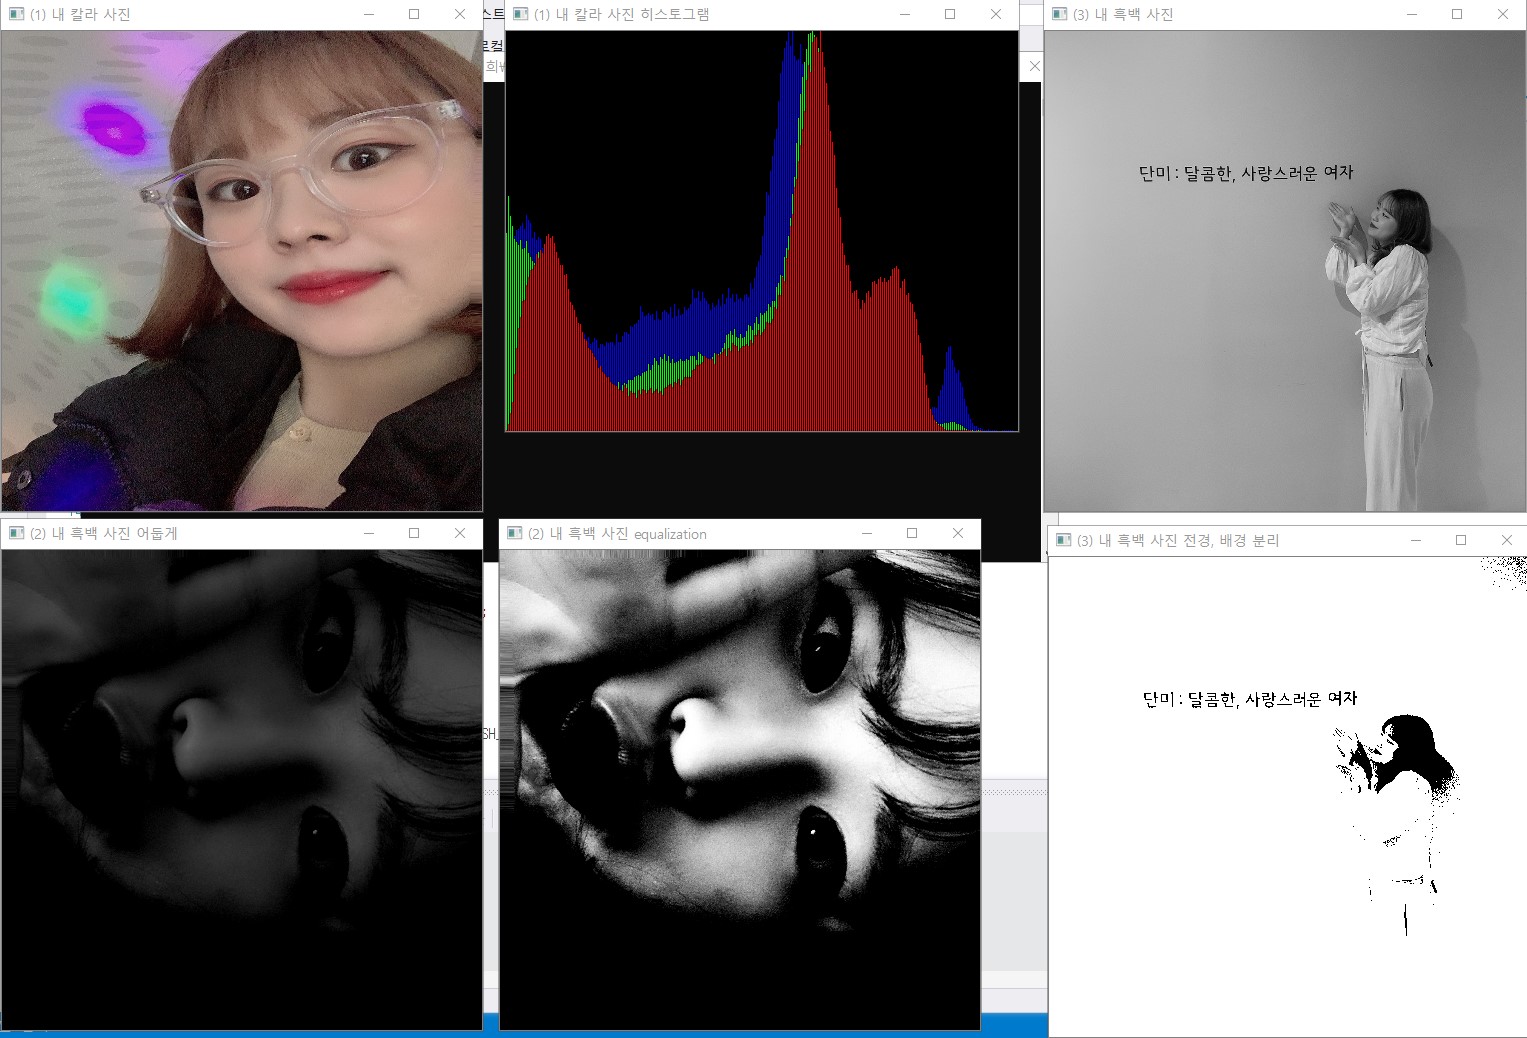 (1) 내 칼라 사진
(1) 내 칼라 사진 히스토그램
(3) 내 흑백 사진
단미 : 달콤한, 사랑스러운 여자
(2) 내 흑백 사진 어둡게
(2) 내 흑백 사진 equalization
(3) 내 흑백 사진 전경, 배경 분리
단미 : 달콤한, 사랑스러운 여자